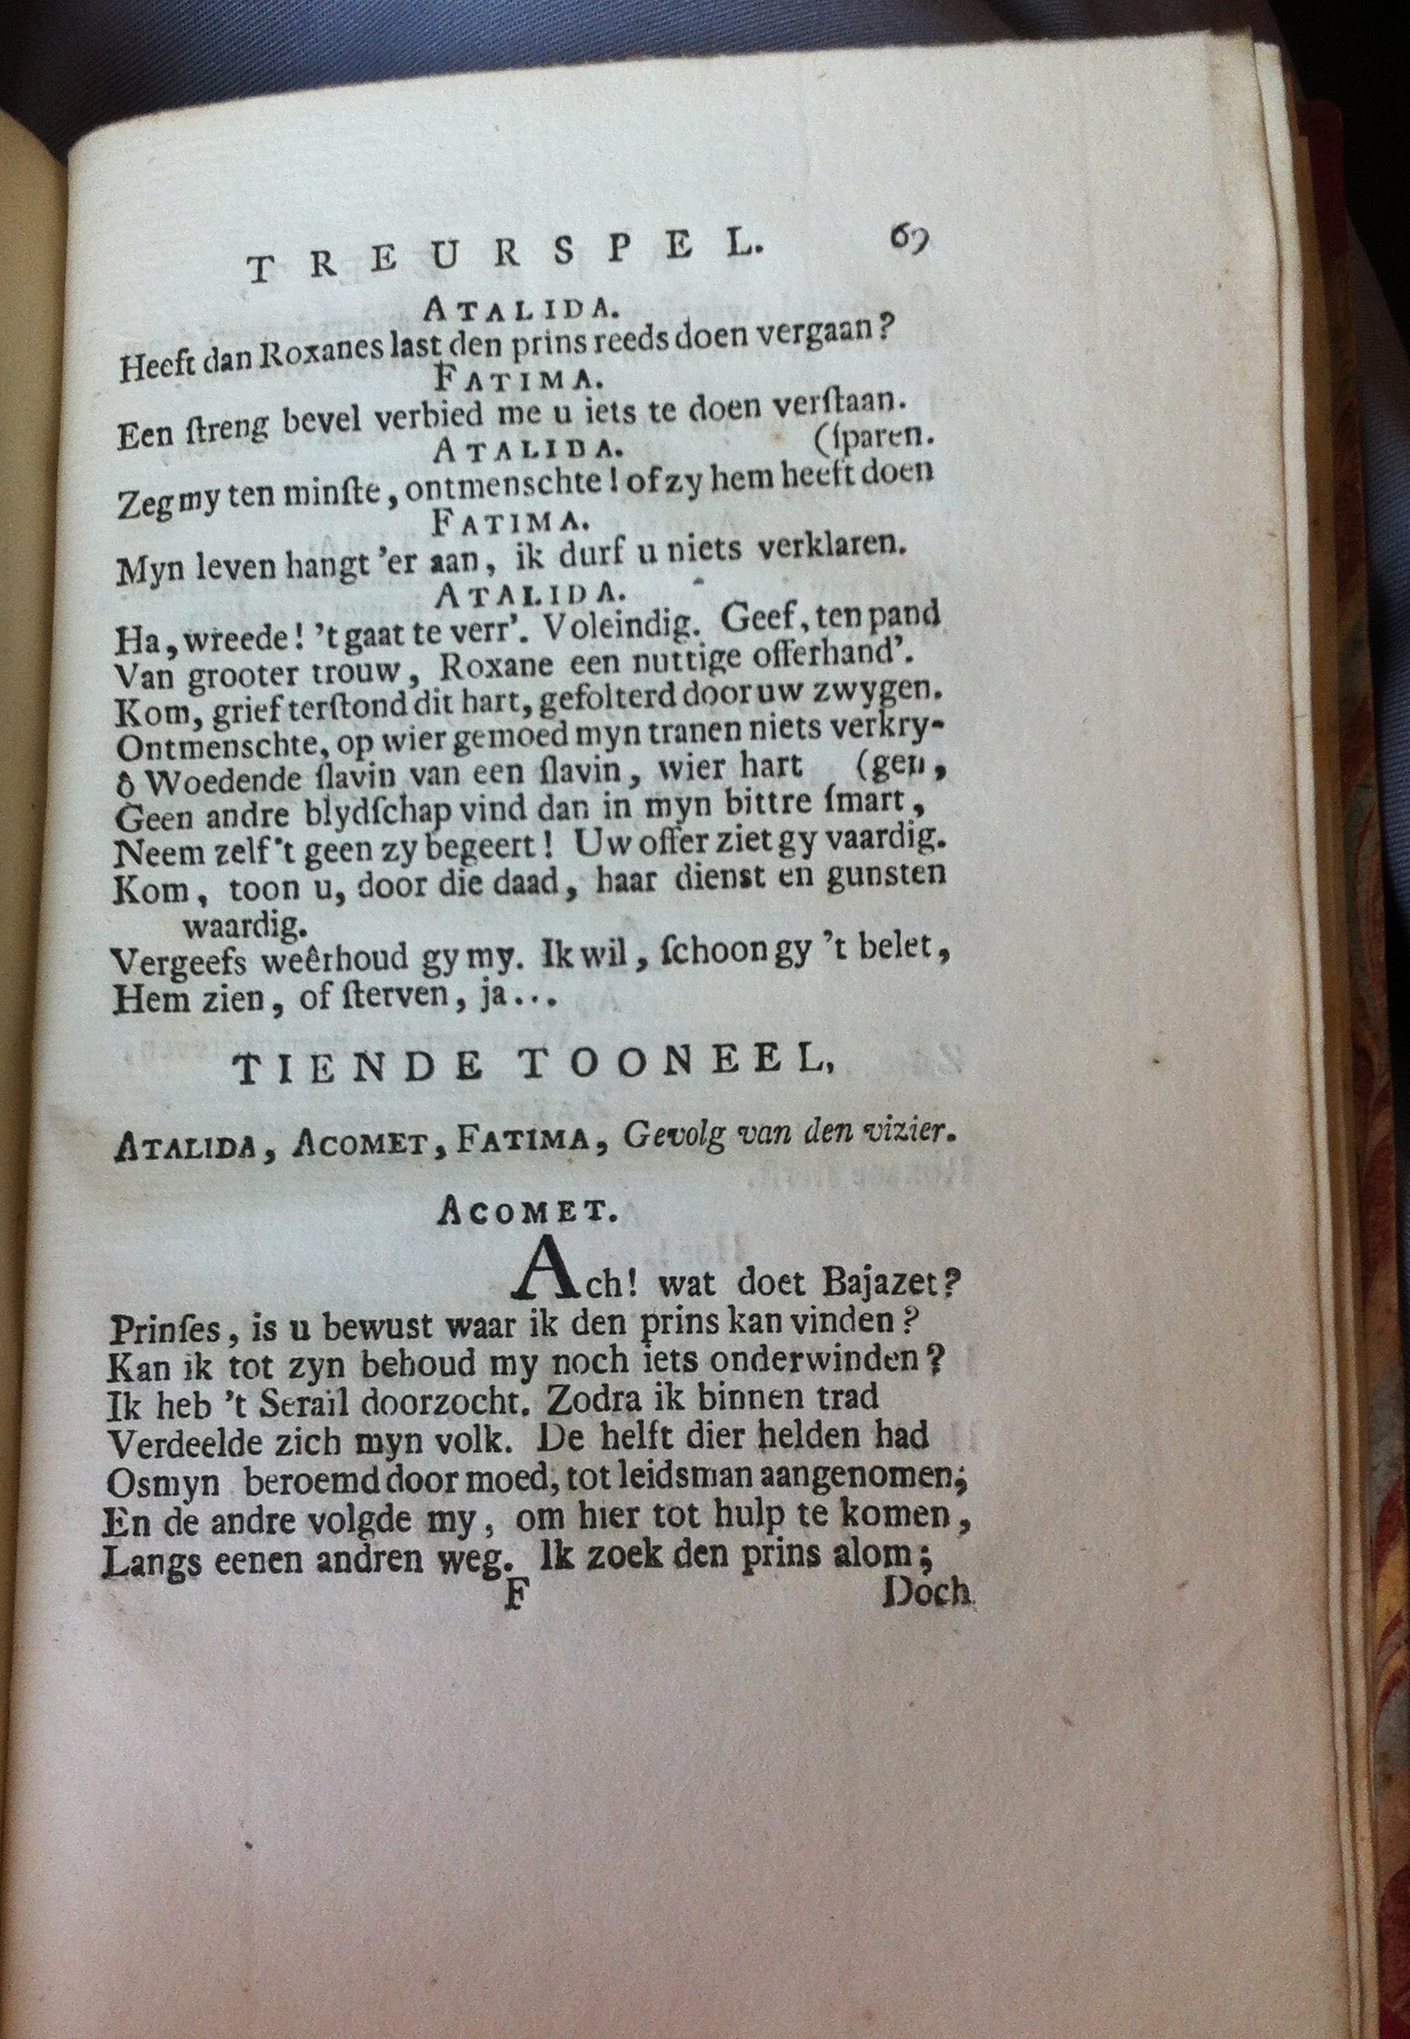 TREURSPEL. 69
ATALIDA.
Heeft dan Roxanes last den prins reeds doen vergaan?
FATIMA.
Een ſtreng bevel verbied me u iets te doen verſtaan.
ATALIDA. (ſparen.
Zeg my ten minſte, ontmenschte! of zy hem heeft doen
FATIMA.
Myn leven hangt 'er aan, ik durf u niets verklaren.
ATALIDA.
Ha, wreede! 't gaat te verr'. Voleindig. Geef, ten pand
Van grooter trouw, Roxane een nuttige offerhand'.
Kom, grief terſtond dit hart, gefolterd door uw zwygen.
Ontmenschte, op wier gemoed myn tranen niets verkry-
ô Woedende ſlavin van een ſlavin, wier hart (gen,
Geen andre blydſchap vind dan in myn bittre ſmart,
Neem zelf 't geen zy begeert! Uw offer ziet gy vaardig.
Kom, toon u, door die daad, haar dienst en gunsten
waardig.
Vergeefs weêrhoud gy my. Ik wil, ſchoon gy 't belet,
Hem zien, of ſterven, ja...
TIENDE TOONEEL,
ATALIDA, ACOMET, FATIMA, Gevolg van den vizier.
ACOMET.
Ach! wat doet Bajazet?
Prinſes, is u bewust waar ik den prins kan vinden?
Kan ik tot zyn behoud my noch iets onderwinden?
Ik heb 't Serail doorzocht. Zodra ik binnen trad
Verdeelde zich myn volk. De helft dier helden had
Osmyn beroemd door moed, tot leidsman aangenomen;
En de andre volgde my, om hier tot hulp te komen,
Langs eenen andren weg. Ik zoek den prins alom;
F Doch